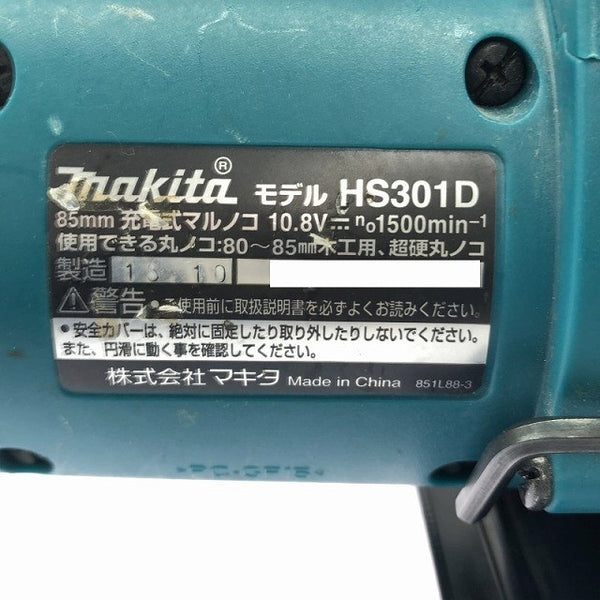 makita® モデル HS301D
85mm 充電式マルノコ 10.8V⎓ n₀1500min⁻¹
使用できる丸ノコ:80～85mm木工用、超硬丸ノコ
製造 10
⚠警告 •ご使用前に取扱説明書を必ずよくお読みください。
•安全カバーは、絶対に固定したり取り外したりしないでください。
また、円滑に動く事を確認してください。
株式会社マキタ Made in China 851L88-3